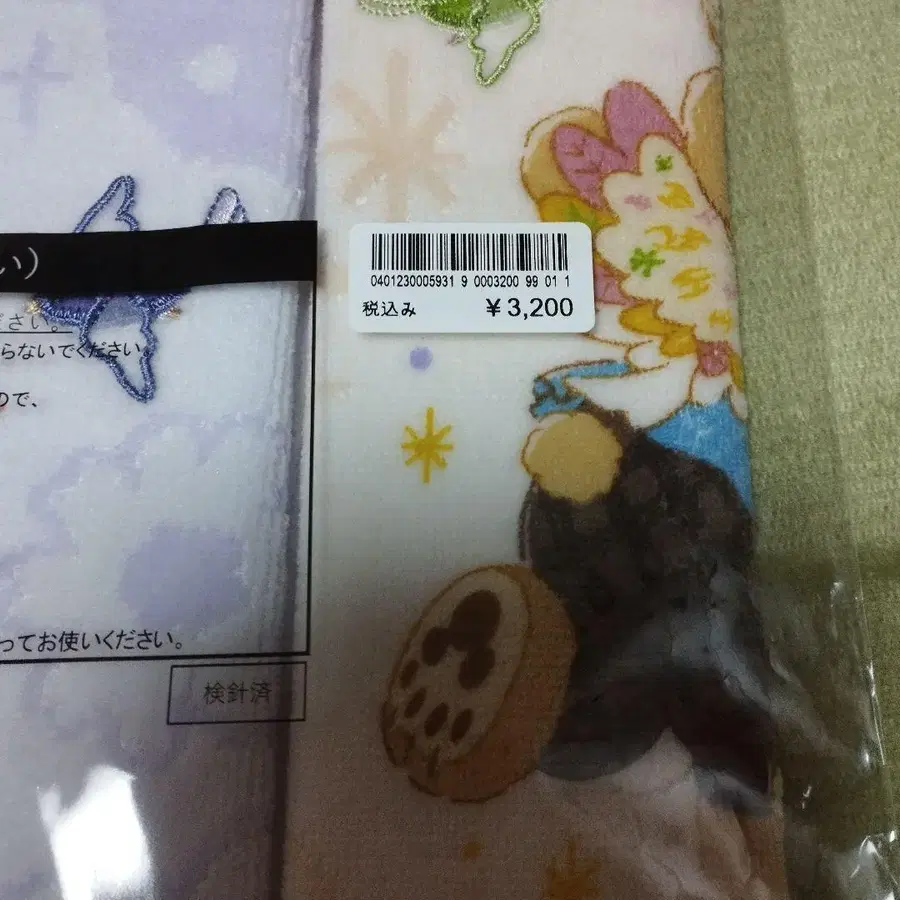 い）
0401230005931 9 0003200 99 01 1
税込み ¥3,200
ださい。
らないでください
ので、
ってお使いください。
検針済